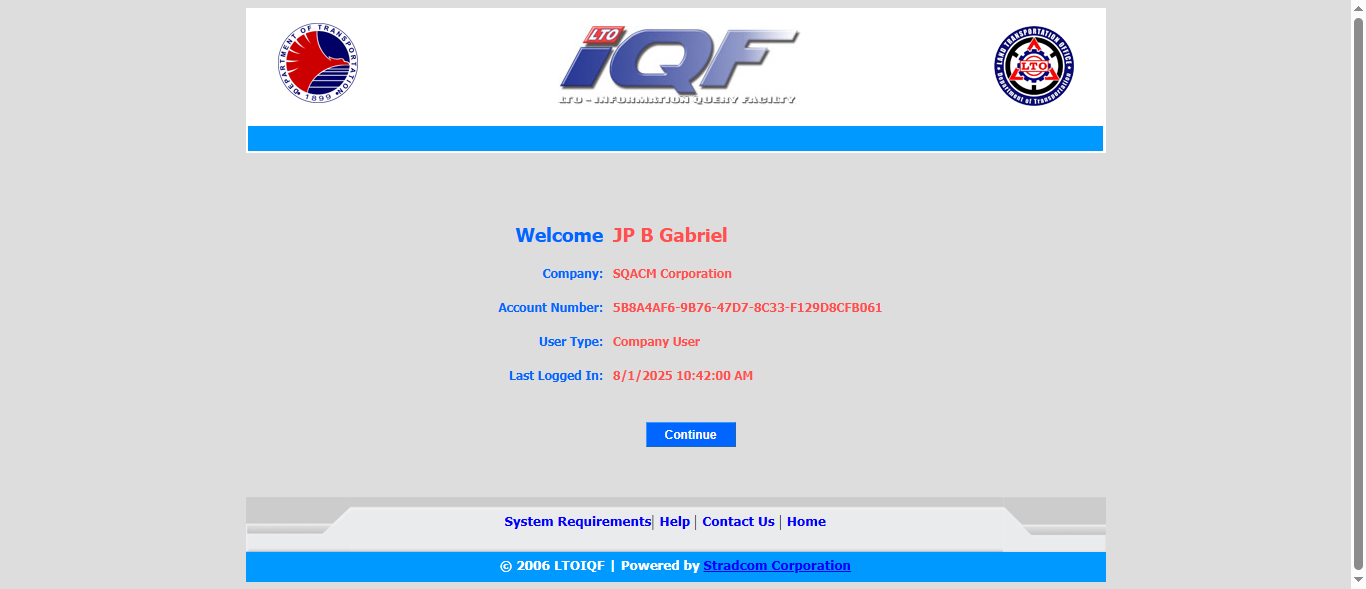 DEPARTMENT OF TRANSPORTATION
1899
LTO
iQF
LTO - INFORMATION QUERY FACILTY
LAND TRANSPORTATION OFFICE
LTO
Department of Transportation
Welcome JP B Gabriel
Company: SQACM Corporation
Account Number: 5B8A4AF6-9B76-47D7-8C33-F129D8CFB061
User Type: Company User
Last Logged In: 8/1/2025 10:42:00 AM
Continue
System Requirements| Help | Contact Us | Home
© 2006 LTOIQF | Powered by Stradcom Corporation